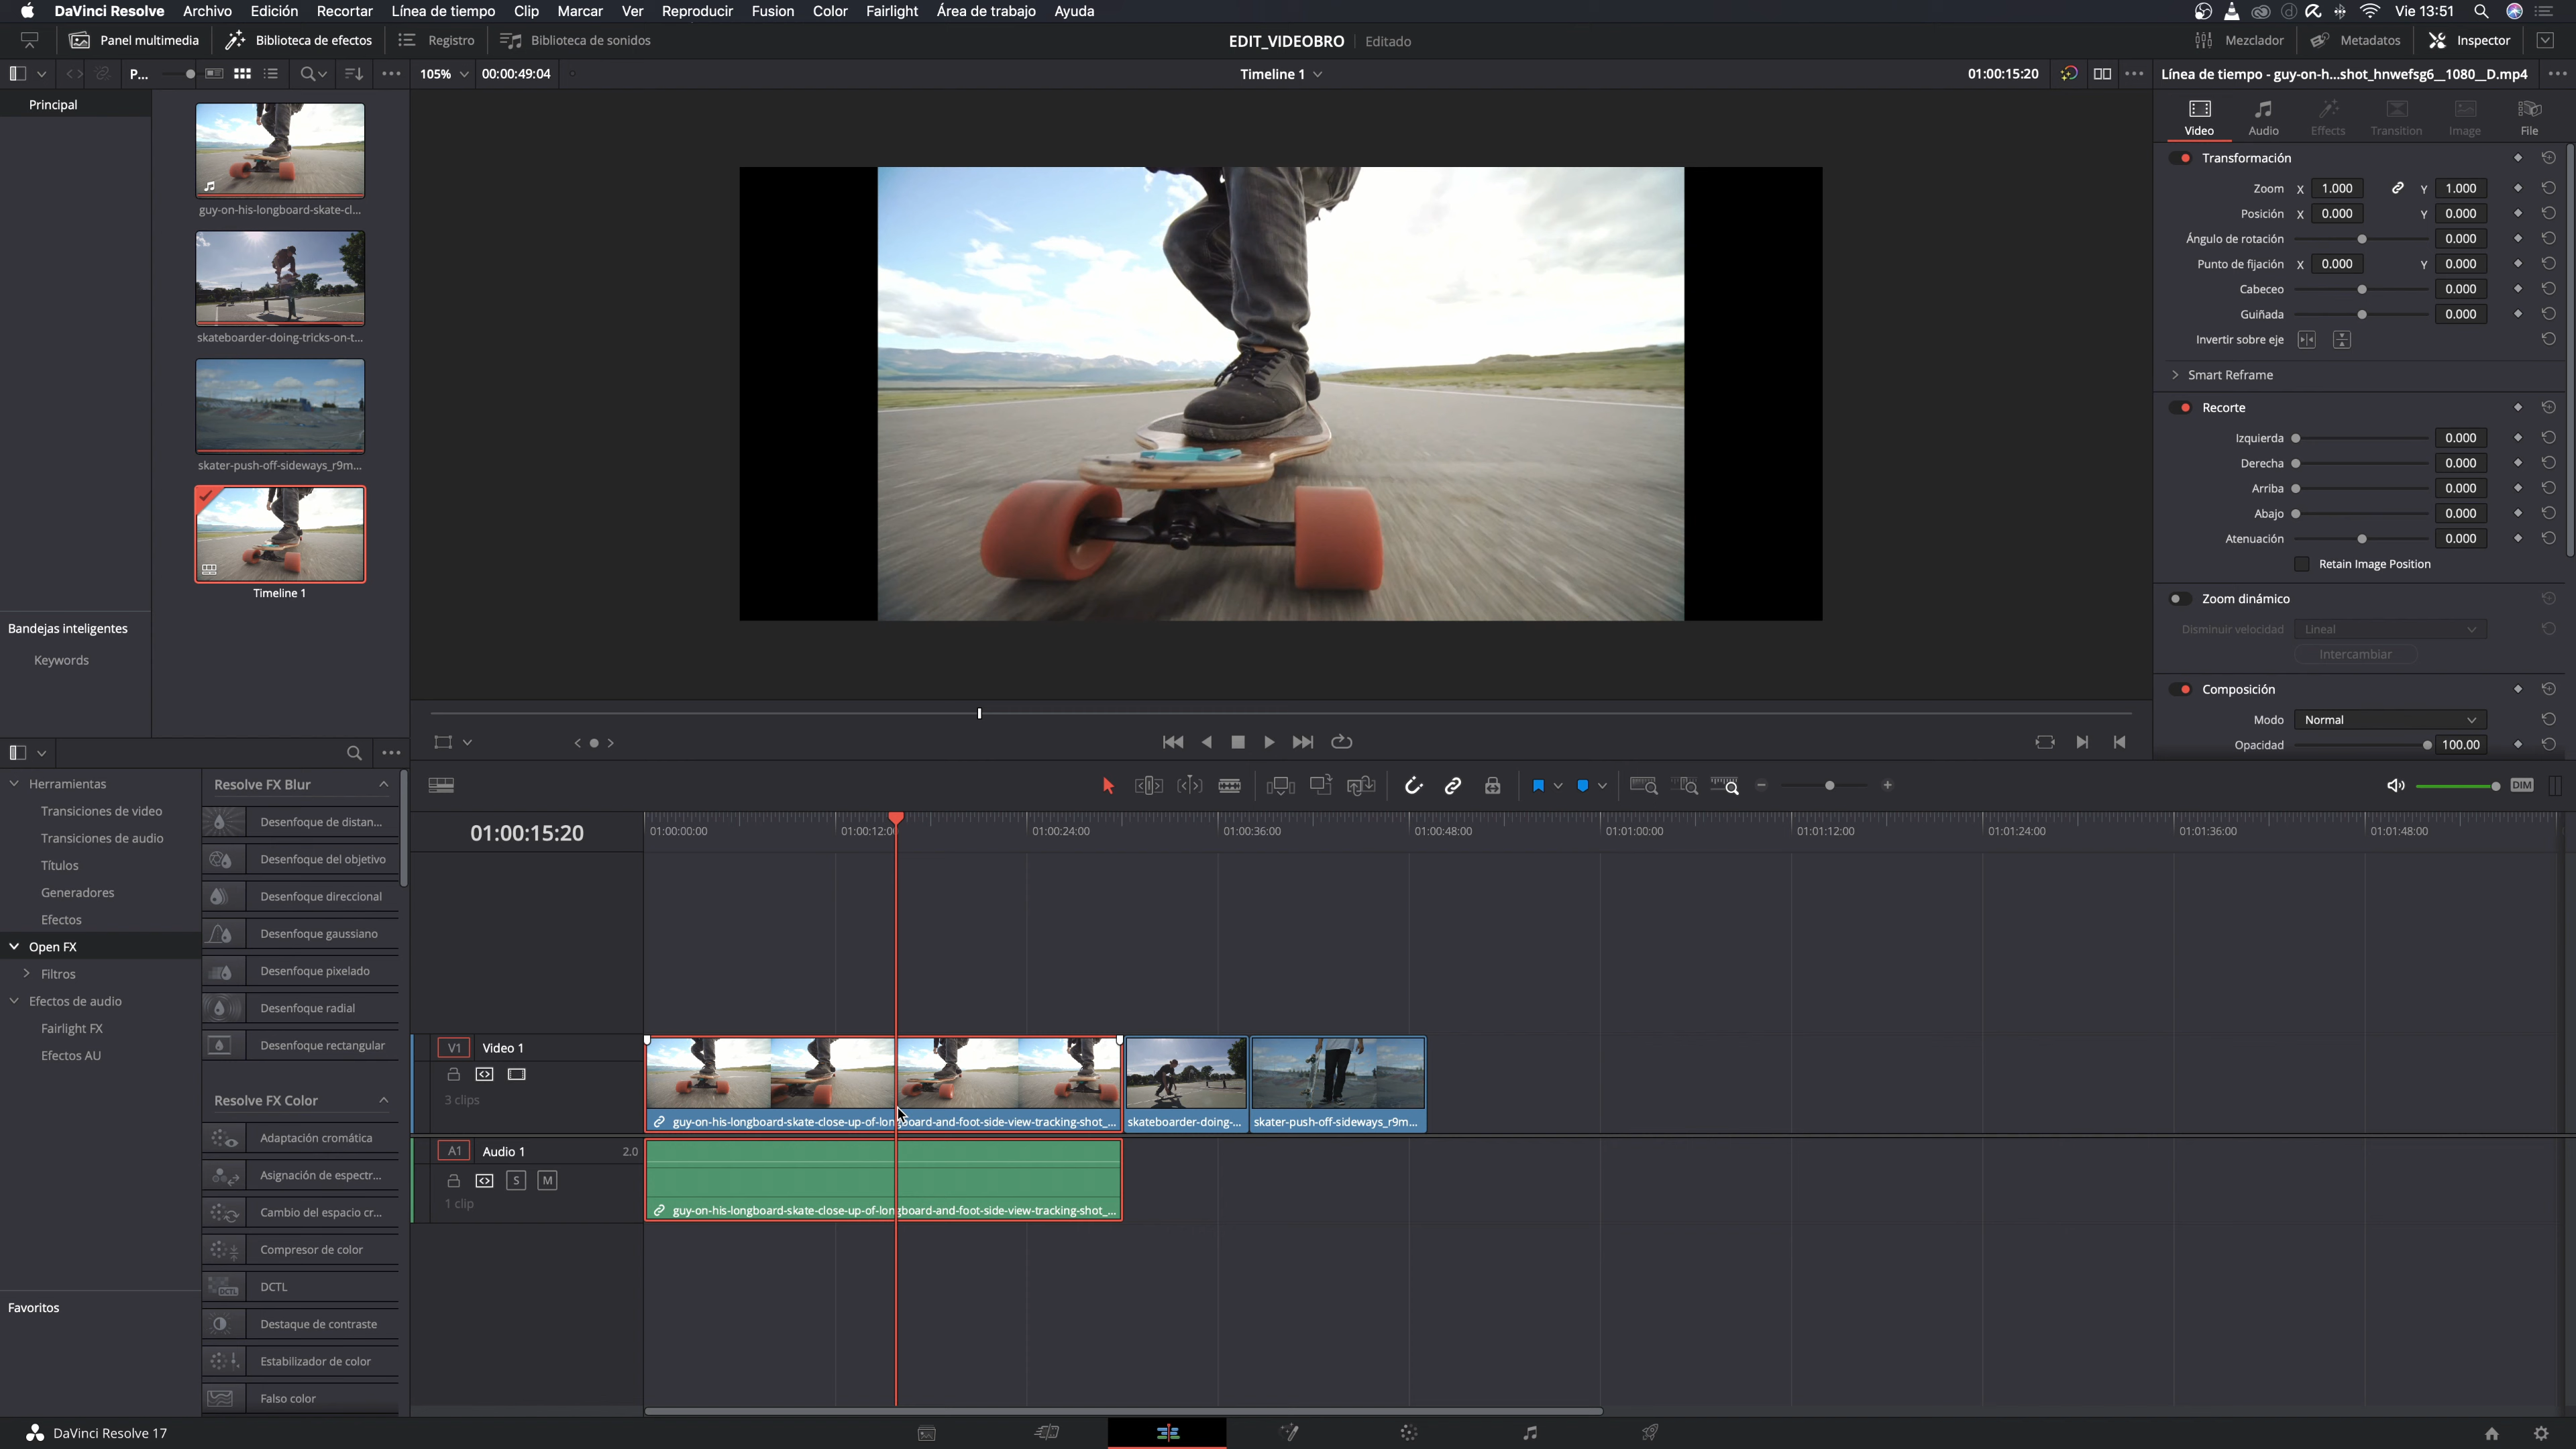 DaVinci Resolve Archivo Edición Recortar Línea de tiempo Clip Marcar Ver Reproducir Fusion Color Fairlight Área de trabajo Ayuda Vie 13:51
Panel multimedia Biblioteca de efectos Registro Biblioteca de sonidos EDIT_VIDEOBRO Editado Mezclador Metadatos Inspector
P... 105% 00:00:49:04 Timeline 1 01:00:15:20 Línea de tiempo - guy-on-h...shot_hnwefsg6__1080__D.mp4
Principal
guy-on-his-longboard-skate-cl...
skateboarder-doing-tricks-on-t...
skater-push-off-sideways_r9m...
Timeline 1
Bandejas inteligentes
Keywords
Video Audio Effects Transition Image File
Transformación
Zoom X 1.000 Y 1.000
Posición X 0.000 Y 0.000
Ángulo de rotación 0.000
Punto de fijación X 0.000 Y 0.000
Cabeceo 0.000
Guiñada 0.000
Invertir sobre eje
Smart Reframe
Recorte
Izquierda 0.000
Derecha 0.000
Arriba 0.000
Abajo 0.000
Atenuación 0.000
Retain Image Position
Zoom dinámico
Disminuir velocidad Lineal
Intercambiar
Composición
Modo Normal
Opacidad 100.00
Herramientas
Transiciones de video
Transiciones de audio
Títulos
Generadores
Efectos
Open FX
Filtros
Efectos de audio
Fairlight FX
Efectos AU
Favoritos
Resolve FX Blur
Desenfoque de distan...
Desenfoque del objetivo
Desenfoque direccional
Desenfoque gaussiano
Desenfoque pixelado
Desenfoque radial
Desenfoque rectangular
Resolve FX Color
Adaptación cromática
Asignación de espectr...
Cambio del espacio cr...
Compresor de color
DCTL
Destaque de contraste
Estabilizador de color
Falso color
DIM
01:00:15:20 01:00:00:00 01:00:12:0 01:00:24:00 01:00:36:00 01:00:48:00 01:01:00:00 01:01:12:00 01:01:24:00 01:01:36:00 01:01:48:00
V1 Video 1
3 clips
guy-on-his-longboard-skate-close-up-of-longboard-and-foot-side-view-tracking-shot_... skateboarder-doing-... skater-push-off-sideways_r9m...
A1 Audio 1 2.0
S M
1 clip
guy-on-his-longboard-skate-close-up-of-longboard-and-foot-side-view-tracking-shot_...
DaVinci Resolve 17